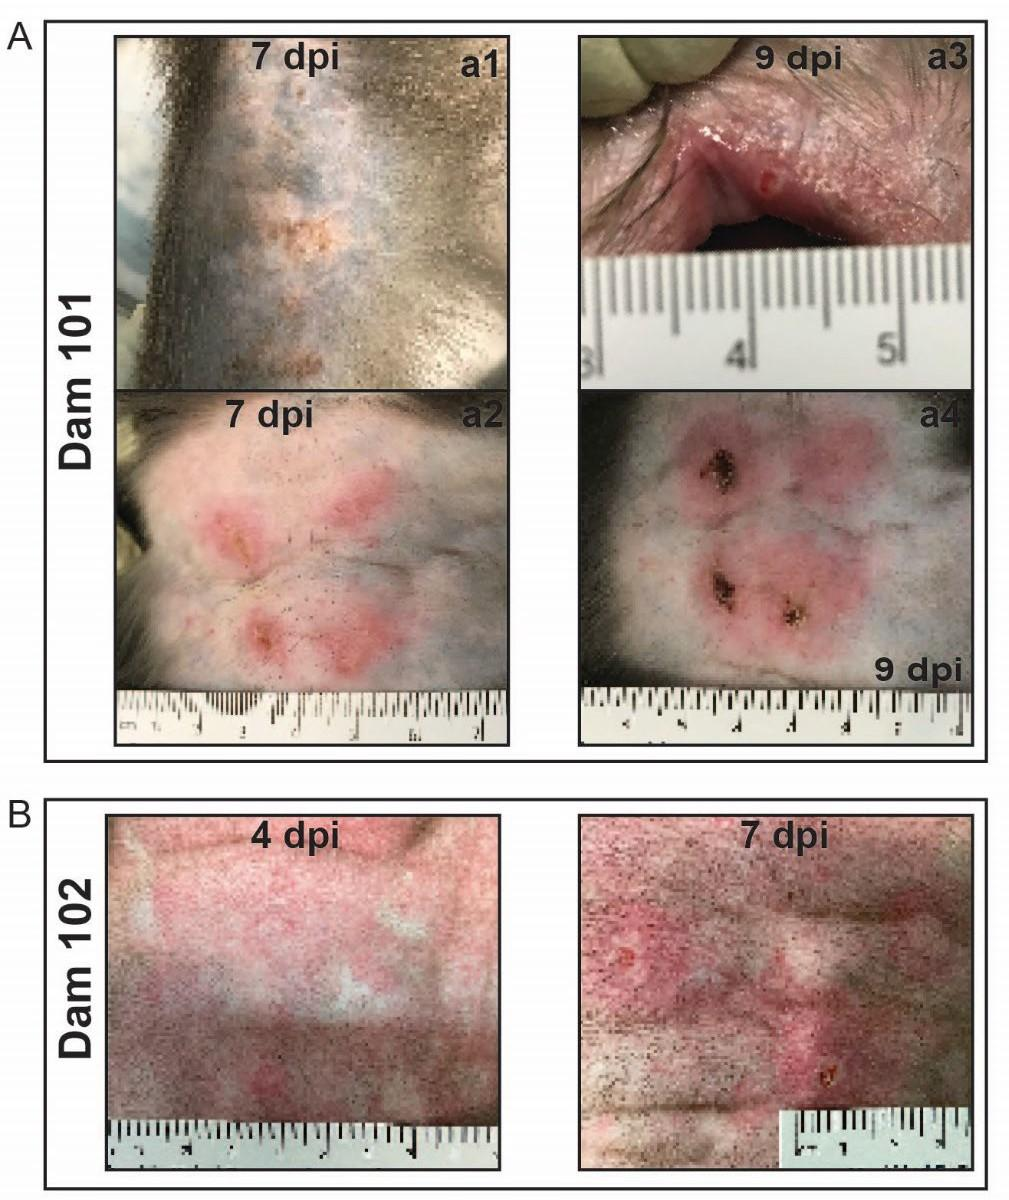 A
Dam 101
7 dpi
a1
9 dpi
a3
4
5
7 dpi
a2
a4
9 dpi
B
Dam 102
4 dpi
7 dpi